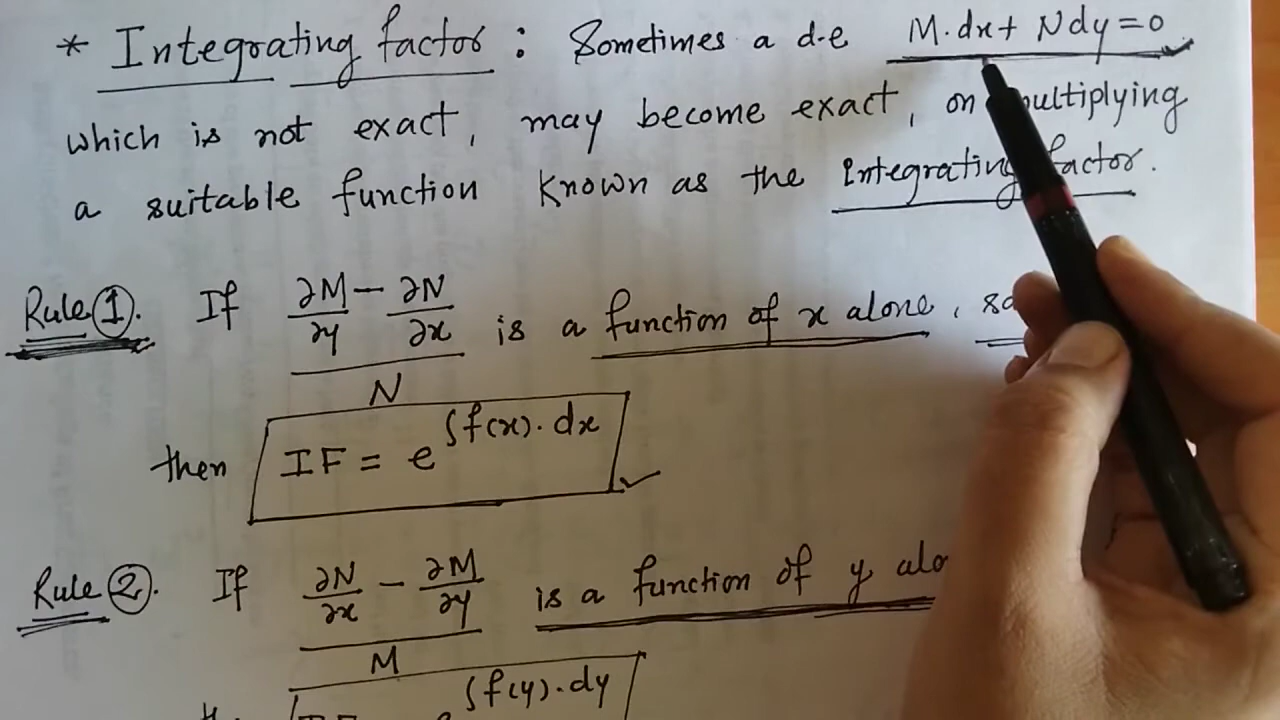 * Integrating factor : Sometimes a d.e M.dx + Ndy = 0
which is not exact, may become exact, on multiplying
a suitable function known as the Integrating factor.
Rule ①. If (∂M/∂y − ∂N/∂x)/N is a function of x alone,
then IF = e^∫f(x).dx
Rule ②. If (∂N/∂x − ∂M/∂y)/M is a function of y
∫f(y).dy